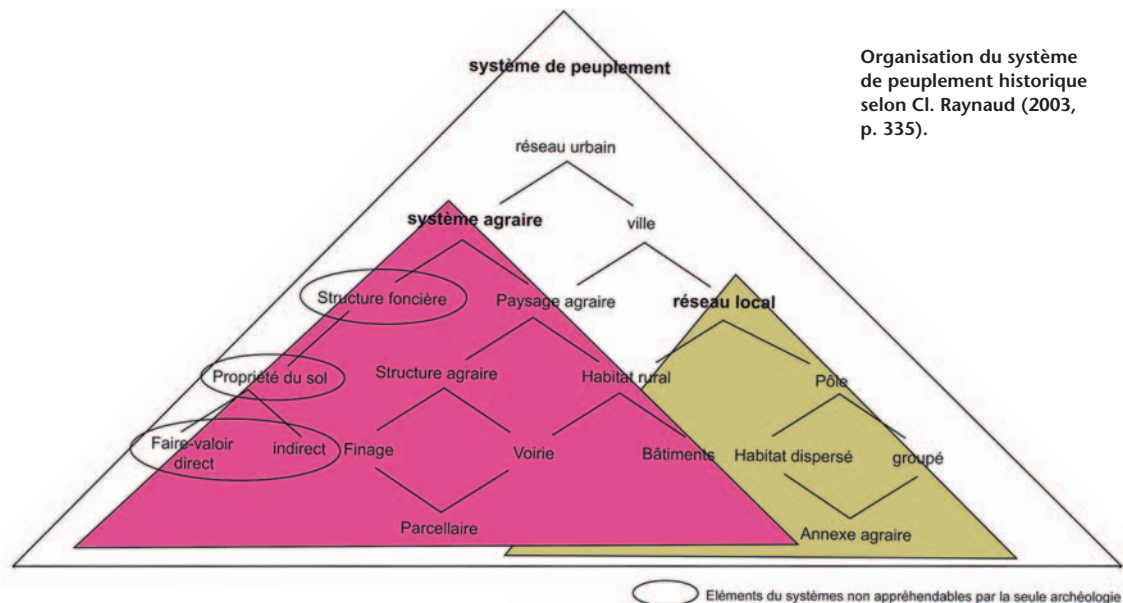 système de peuplement
Organisation du système
de peuplement historique
selon Cl. Raynaud (2003,
p. 335).
réseau urbain
système agraire
ville
Structure foncière
Paysage agraire
réseau local
Propriété du sol
Structure agraire
Habitat rural
Pôle
Faire-valoir
direct
indirect
Finage
Voirie
Bâtiments
Habitat dispersé
groupé
Parcellaire
Annexe agraire
Eléments du systèmes non appréhendables par la seule archéologie